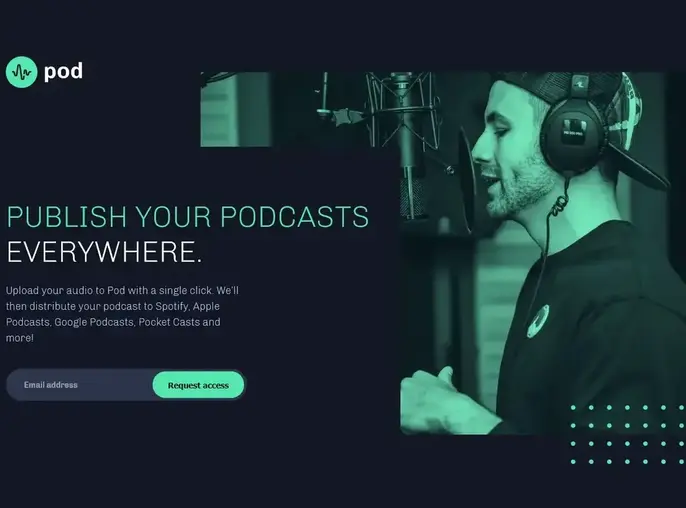 pod
PUBLISH YOUR PODCASTS
EVERYWHERE.
Upload your audio to Pod with a single click. We'll
then distribute your podcast to Spotify, Apple
Podcasts, Google Podcasts, Pocket Casts and
more!
Email address
Request access